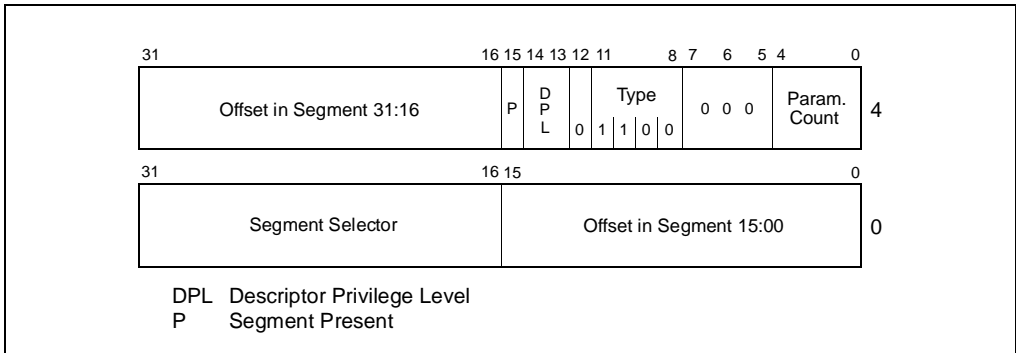 31 16 15 14 13 12 11 8 7 6 5 4 0
Offset in Segment 31:16 P D P L 0 Type 1 1 0 0 0 0 0 Param. Count 4
31 16 15 0
Segment Selector Offset in Segment 15:00 0
DPL Descriptor Privilege Level
P Segment Present